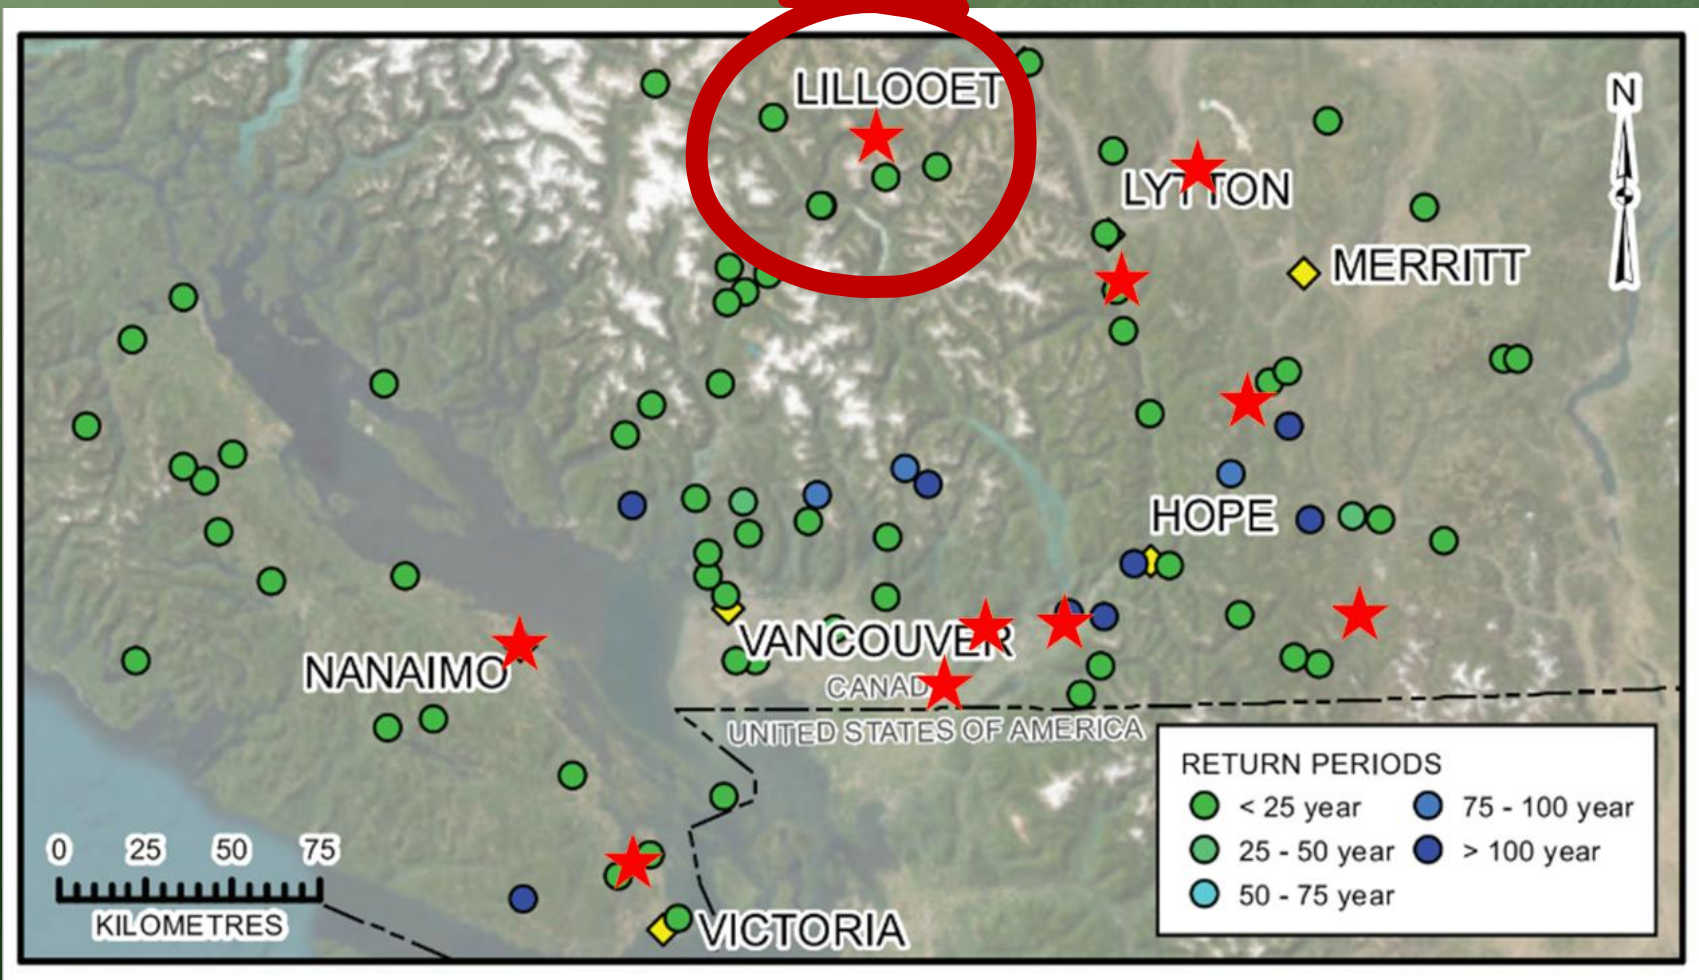 LILLOOET
N
LYTTON
MERRITT
HOPE
VANCOUVER
NANAIMO
CANAD
UNITED STATES OF AMERICA
RETURN PERIODS
< 25 year
75 - 100 year
25 - 50 year
> 100 year
50 - 75 year
0 25 50 75
KILOMETRES
VICTORIA